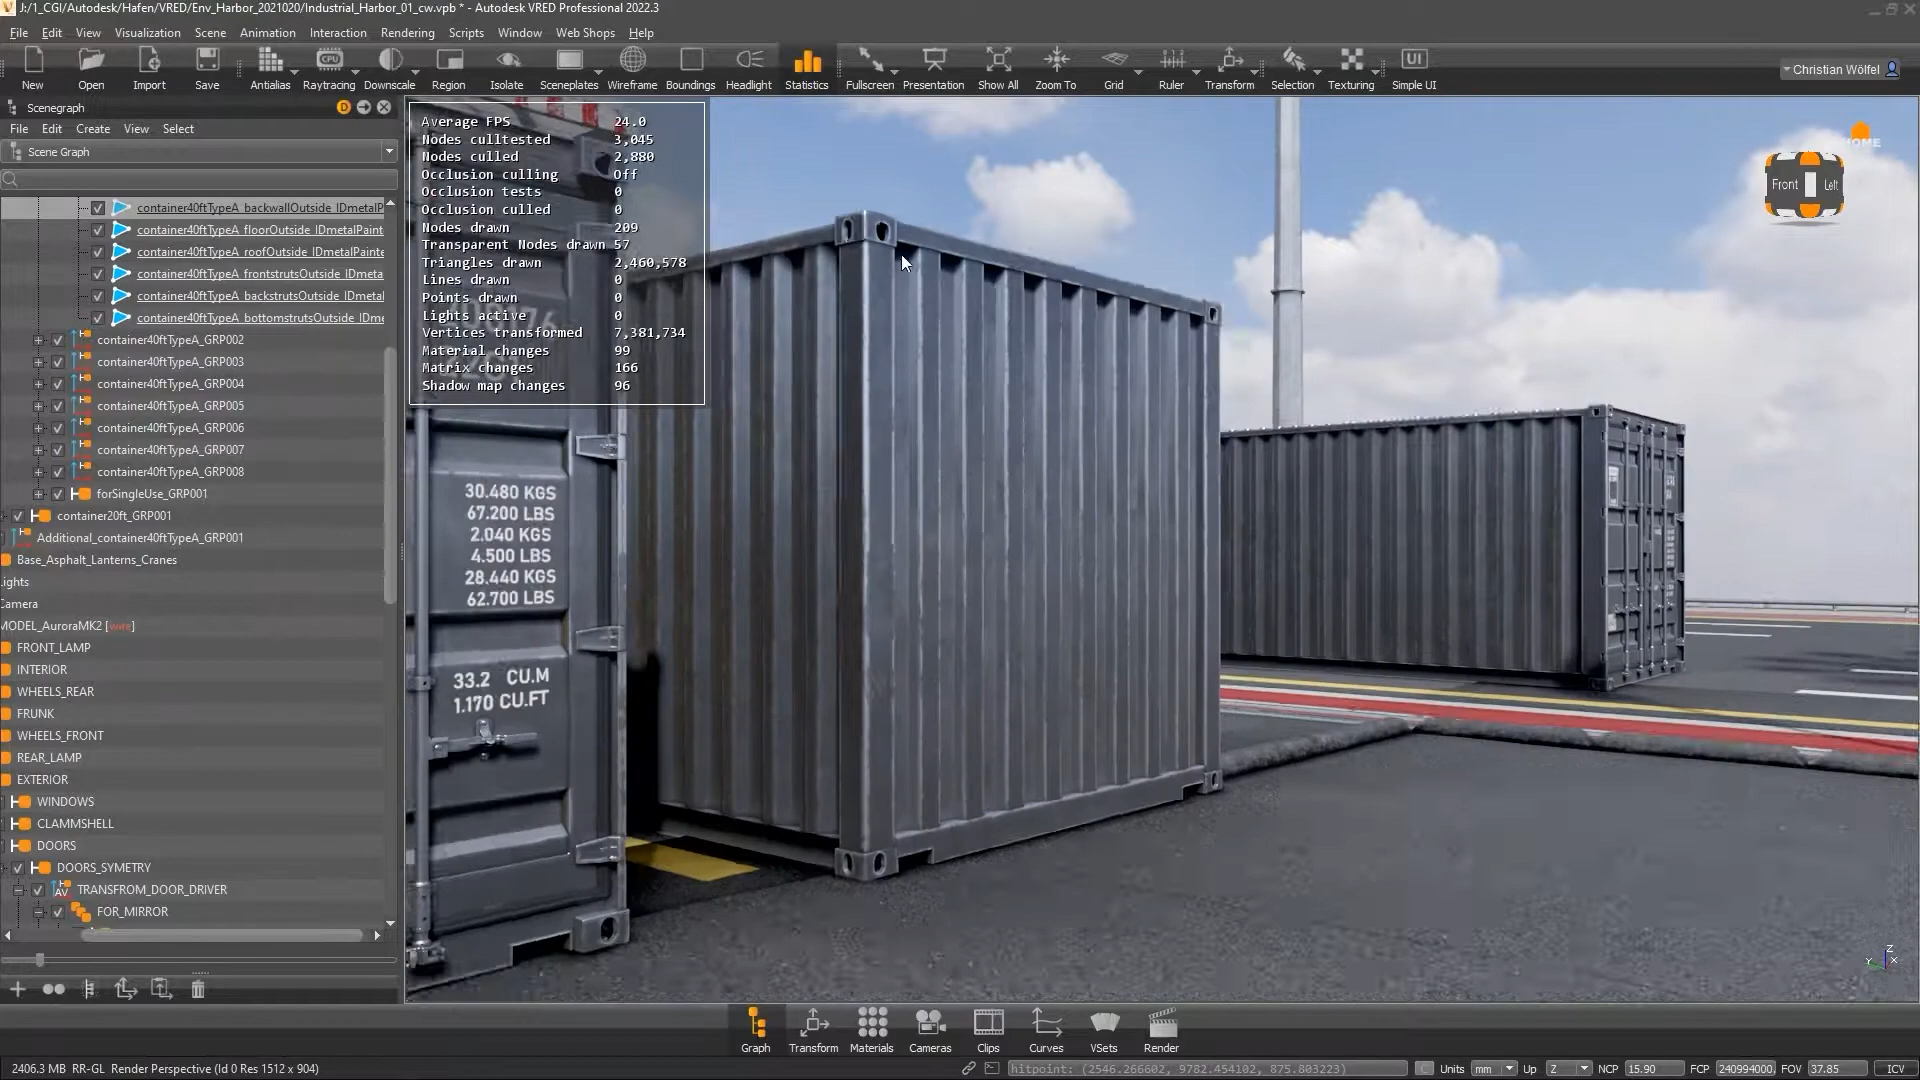 J:/1_CGI/Autodesk/Hafen/VRED/Env_Harbor_2021020/Industrial_Harbor_01_cw.vpb * - Autodesk VRED Professional 2022.3
File Edit View Visualization Scene Animation Interaction Rendering Scripts Window Web Shops Help
CPU UI
New Open Import Save Antialias Raytracing Downscale Region Isolate Sceneplates Wireframe Boundings Headlight Statistics Fullscreen Presentation Show All Zoom To Grid Ruler Transform Selection Texturing Simple UI
Christian Wölfel
Scenegraph
D
File Edit Create View Select
Scene Graph
container40ftTypeA_backwallOutside_IDmetalP
container40ftTypeA_floorOutside_IDmetalPaint
container40ftTypeA_roofOutside_IDmetalPainte
container40ftTypeA_frontstrutsOutside_IDmeta
container40ftTypeA_backstrutsOutside_IDmetal
container40ftTypeA_bottomstrutsOutside_IDme
container40ftTypeA_GRP002
container40ftTypeA_GRP003
container40ftTypeA_GRP004
container40ftTypeA_GRP005
container40ftTypeA_GRP006
container40ftTypeA_GRP007
container40ftTypeA_GRP008
forSingleUse_GRP001
container20ft_GRP001
Additional_container40ftTypeA_GRP001
Base_Asphalt_Lanterns_Cranes
ights
Camera
MODEL_AuroraMK2 [wire]
FRONT_LAMP
INTERIOR
WHEELS_REAR
FRUNK
WHEELS_FRONT
REAR_LAMP
EXTERIOR
WINDOWS
CLAMMSHELL
DOORS
DOORS_SYMETRY
AV TRANSFROM_DOOR_DRIVER
FOR_MIRROR
Average FPS 24.0
Nodes culltested 3,045
Nodes culled 2,880
Occlusion culling Off
Occlusion tests 0
Occlusion culled 0
Nodes drawn 209
Transparent Nodes drawn 57
Triangles drawn 2,460,578
Lines drawn 0
Points drawn 0
Lights active 0
Vertices transformed 7,381,734
Material changes 99
Matrix changes 166
Shadow map changes 96
HOME
Front Left
30.480 KGS
67.200 LBS
2.040 KGS
4.500 LBS
28.440 KGS
62.700 LBS
33.2 CU.M
1.170 CU.FT
Z
Y X
Graph Transform Materials Cameras Clips Curves VSets Render
2406.3 MB RR-GL Render Perspective (Id 0 Res 1512 x 904)
hitpoint: (2546.266602, 9782.454102, 875.803223)
Units mm Up Z NCP 15.90 FCP 240994000, FOV 37.85 ICV